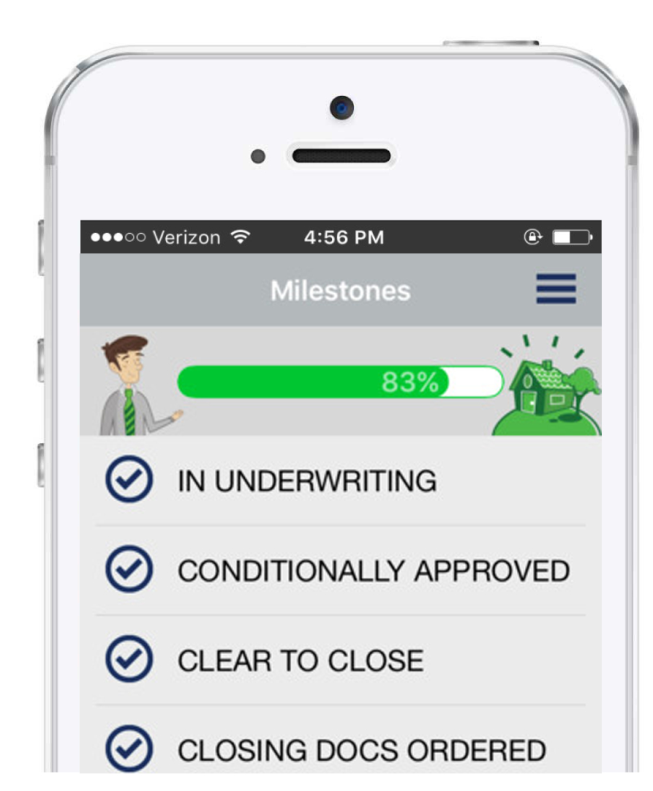 Verizon 4:56 PM
Milestones
83%
IN UNDERWRITING
CONDITIONALLY APPROVED
CLEAR TO CLOSE
CLOSING DOCS ORDERED